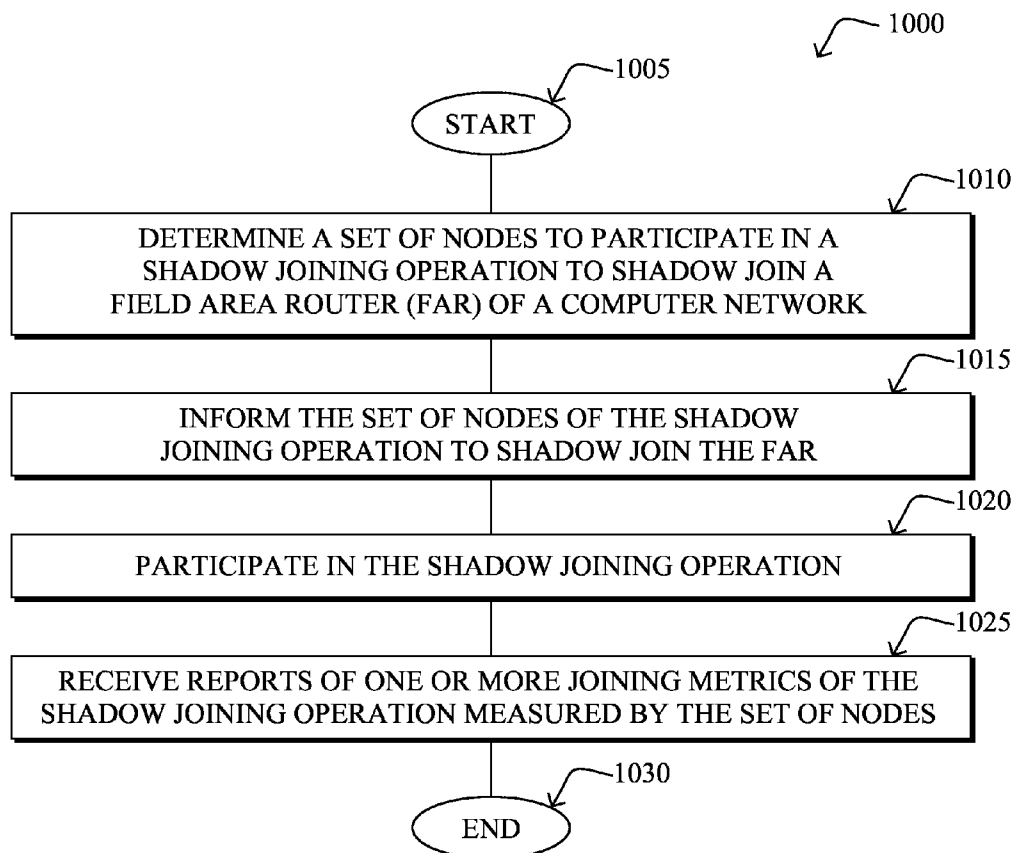 1000
1005
START
1010
DETERMINE A SET OF NODES TO PARTICIPATE IN A
SHADOW JOINING OPERATION TO SHADOW JOIN A
FIELD AREA ROUTER (FAR) OF A COMPUTER NETWORK
1015
INFORM THE SET OF NODES OF THE SHADOW
JOINING OPERATION TO SHADOW JOIN THE FAR
1020
PARTICIPATE IN THE SHADOW JOINING OPERATION
1025
RECEIVE REPORTS OF ONE OR MORE JOINING METRICS OF THE
SHADOW JOINING OPERATION MEASURED BY THE SET OF NODES
1030
END